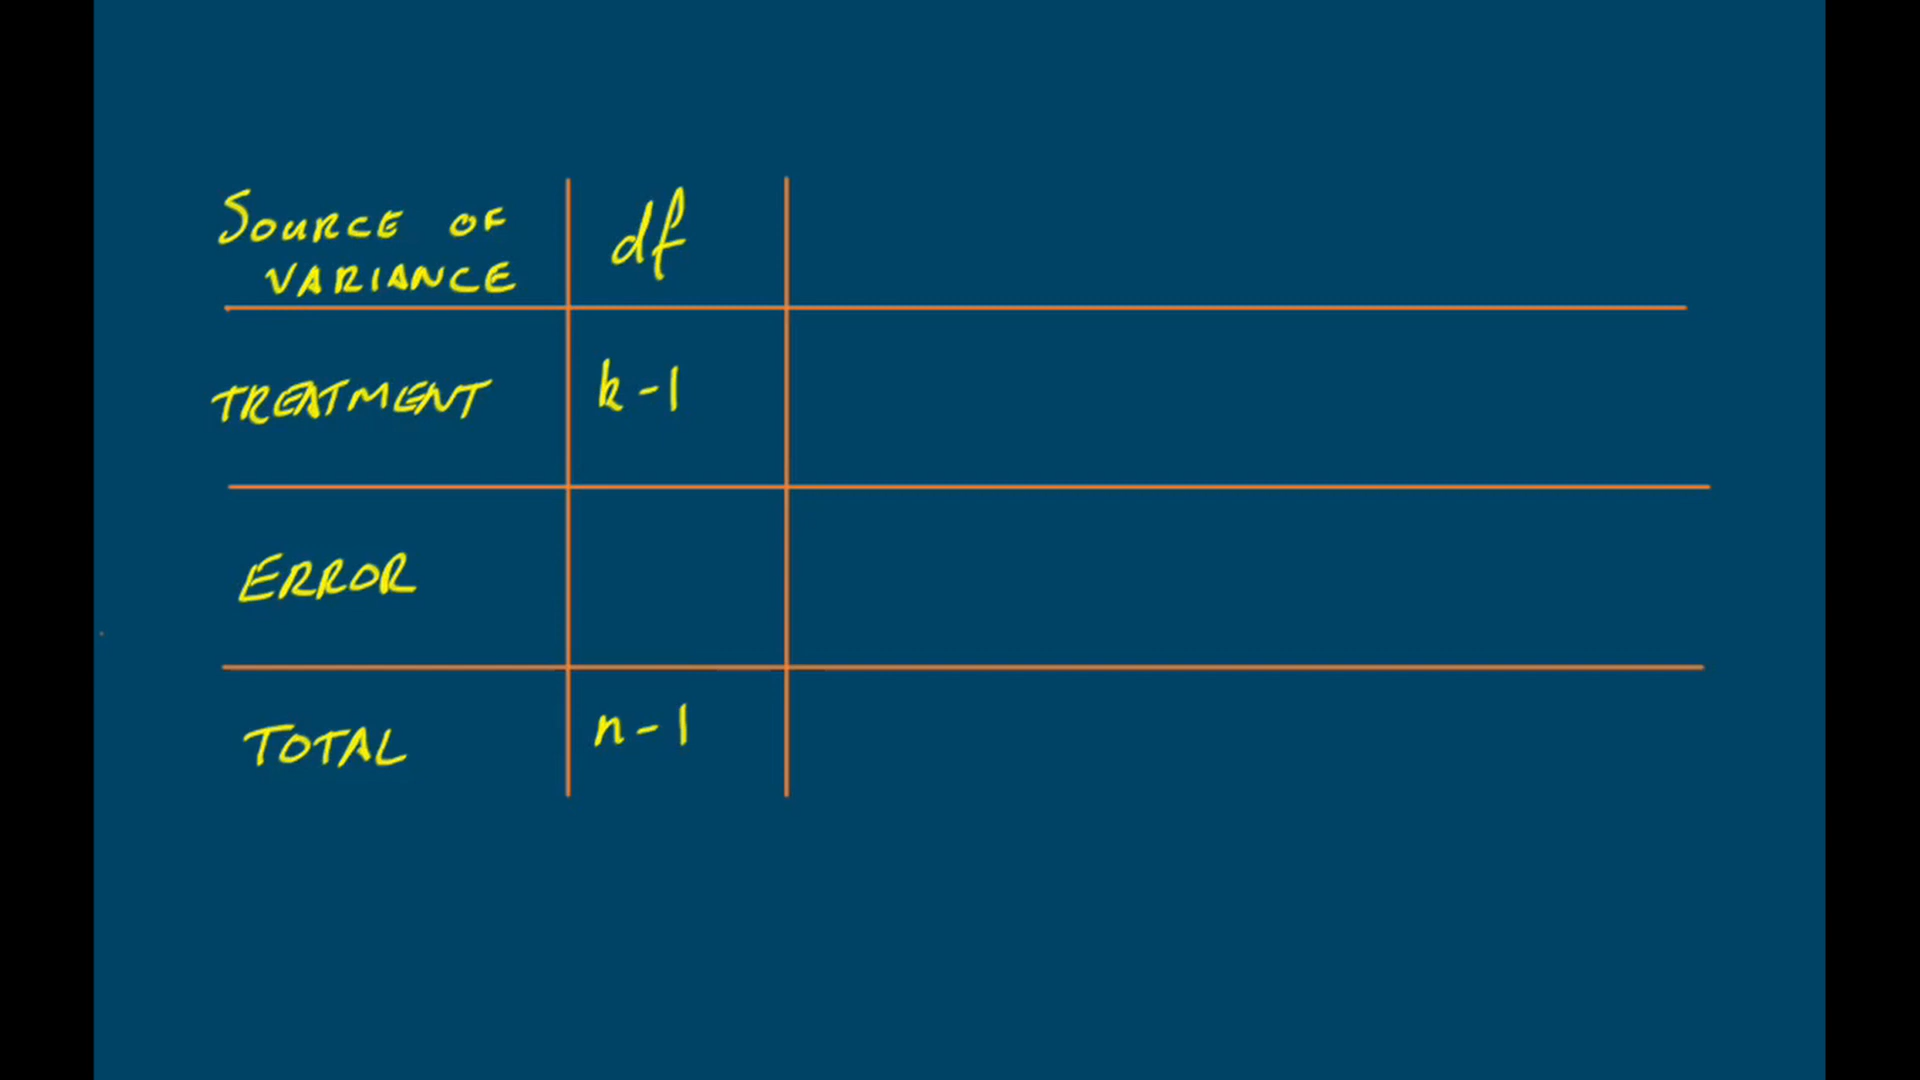 SOURCE OF
VARIANCE
df
TREATMENT
k-1
ERROR
TOTAL
n-1